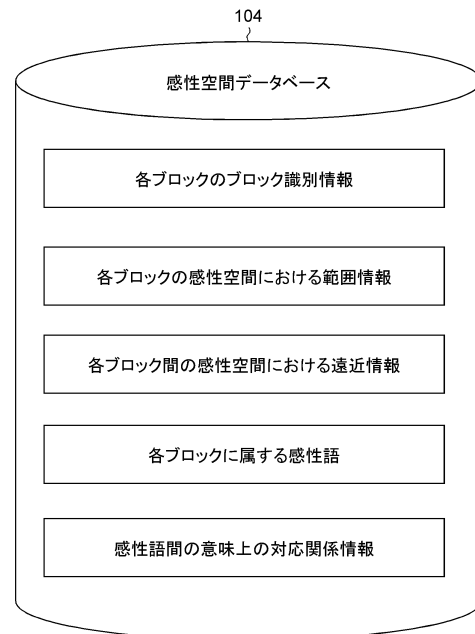 104
感性空間データベース
各ブロックのブロック識別情報
各ブロックの感性空間における範囲情報
各ブロック間の感性空間における遠近情報
各ブロックに属する感性語
感性語間の意味上の対応関係情報